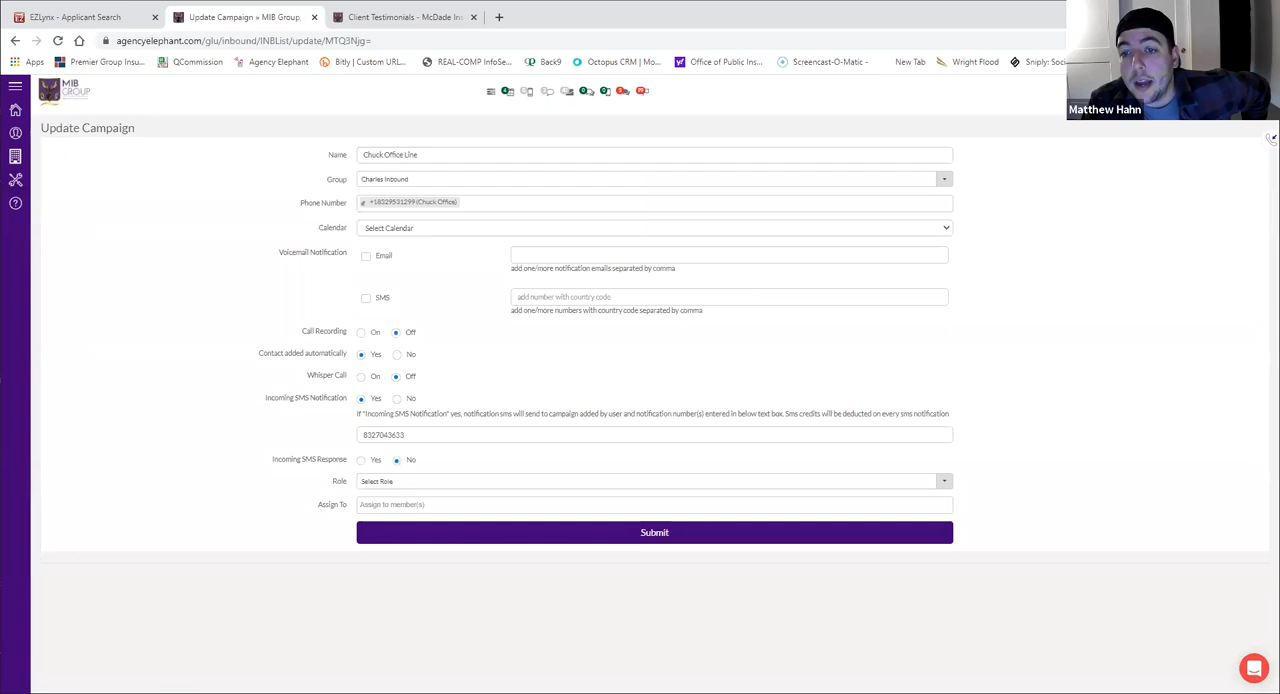 EZLynx - Applicant Search
Update Campaign » MIB Group,
Client Testimonials - McDade Ins
agencyelephant.com/glu/inbound/INBList/update/MTQ3Njg=
Apps
Premier Group Insu...
QCommission
Agency Elephant
Bitly | Custom URL...
REAL-COMP InfoSe...
Back9
Octopus CRM | Mo...
Office of Public Ins...
Screencast-O-Matic -
New Tab
Wright Flood
Sniply: Soci
Matthew Hahn
MIB
GROUP
Update Campaign
Name
Chuck Office Line
Group
Charles Inbound
Phone Number
+18329531299 (Chuck Office)
Calendar
Select Calendar
Voicemail Notification
Email
add one/more notification emails separated by comma
SMS
add number with country code
add one/more numbers with country code separated by comma
Call Recording
On
Off
Contact added automatically
Yes
No
Whisper Call
On
Off
Incoming SMS Notification
Yes
No
If "Incoming SMS Notification" yes, notification sms will send to campaign added by user and notification number(s) entered in below text box. Sms credits will be deducted on every sms notification
8327043633
Incoming SMS Response
Yes
No
Role
Select Role
Assign To
Assign to member(s)
Submit